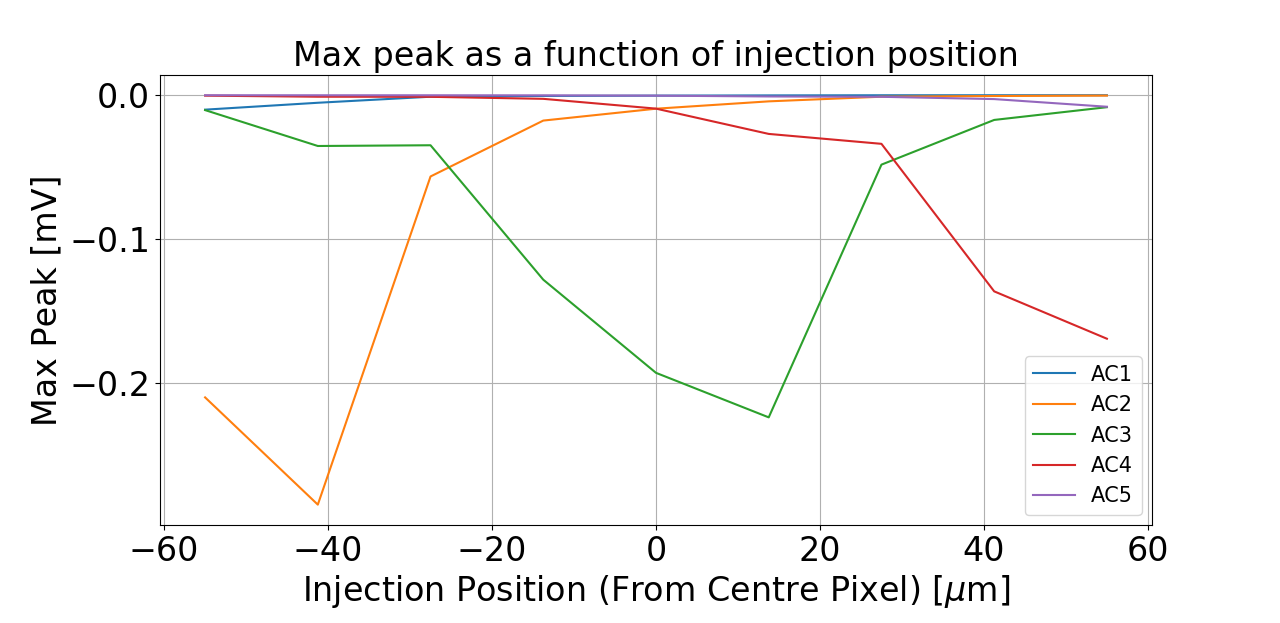 Max peak as a function of injection position
Max Peak [mV]
0.0
−0.1
−0.2
−60
−40
−20
0
20
40
60
Injection Position (From Centre Pixel) [μm]
AC1
AC2
AC3
AC4
AC5